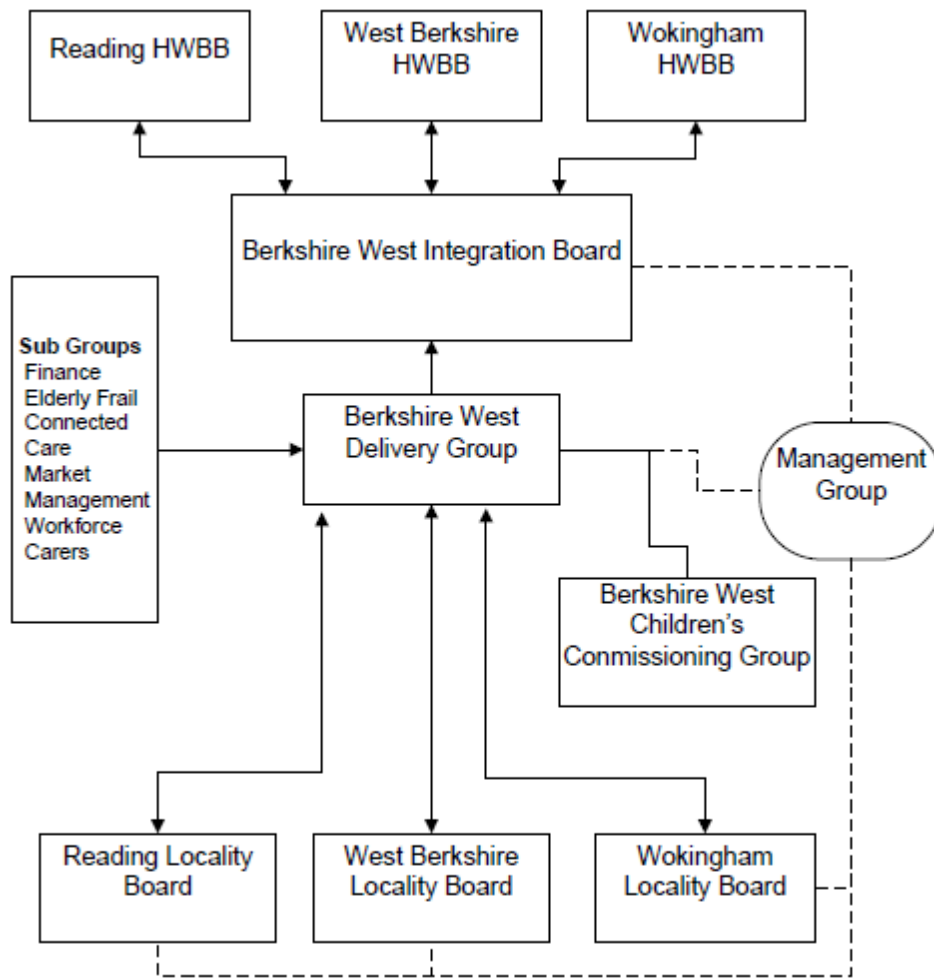 Reading HWBB
West Berkshire
HWBB
Wokingham
HWBB
Berkshire West Integration Board
Sub Groups
Finance
Elderly Frail
Connected
Care
Market
Management
Workforce
Carers
Berkshire West
Delivery Group
Management
Group
Berkshire West
Children's
Conmissioning Group
Reading Locality
Board
West Berkshire
Locality Board
Wokingham
Locality Board